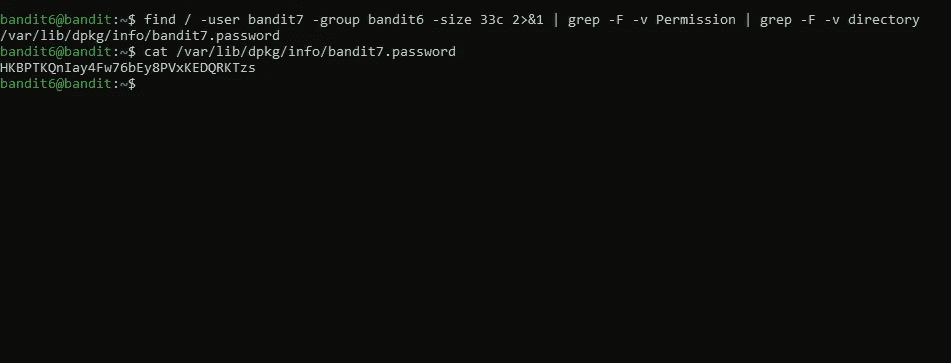 bandit6@bandit:~$ find / -user bandit7 -group bandit6 -size 33c 2>&1 | grep -F -v Permission | grep -F -v directory
/var/lib/dpkg/info/bandit7.password
bandit6@bandit:~$ cat /var/lib/dpkg/info/bandit7.password
HKBPTKQnIay4Fw76bEy8PVxKEDQRKTzs
bandit6@bandit:~$